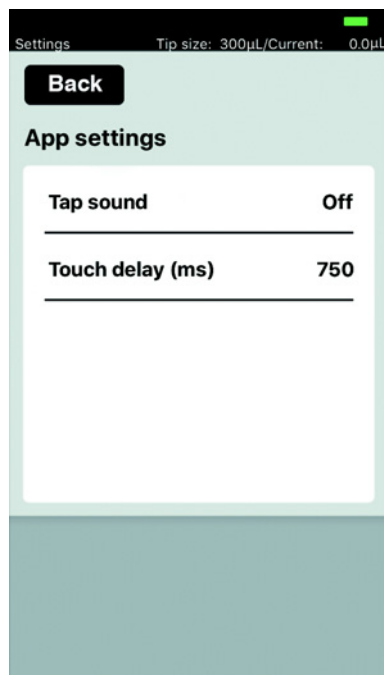 Settings Tip size: 300µL/Current: 0.0µL
Back
App settings
Tap sound Off
Touch delay (ms) 750